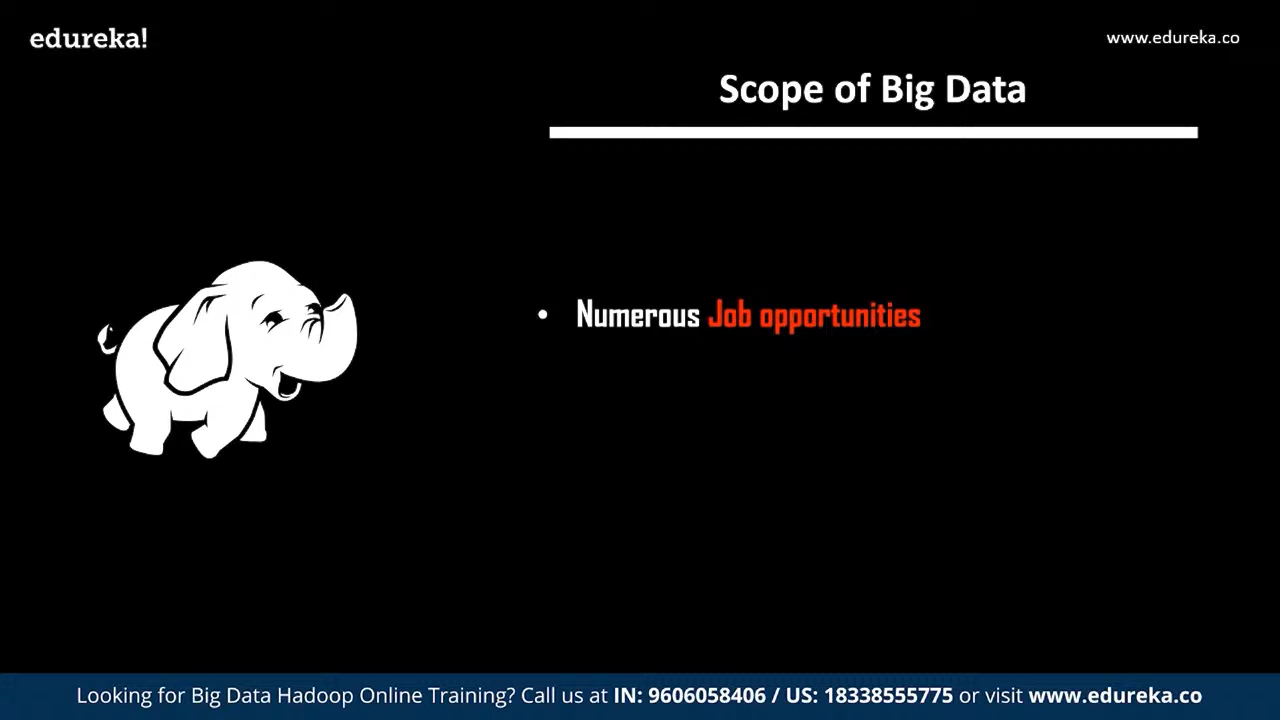 edureka!
www.edureka.co
Scope of Big Data
• Numerous Job opportunities
Looking for Big Data Hadoop Online Training? Call us at IN: 9606058406 / US: 18338555775 or visit www.edureka.co